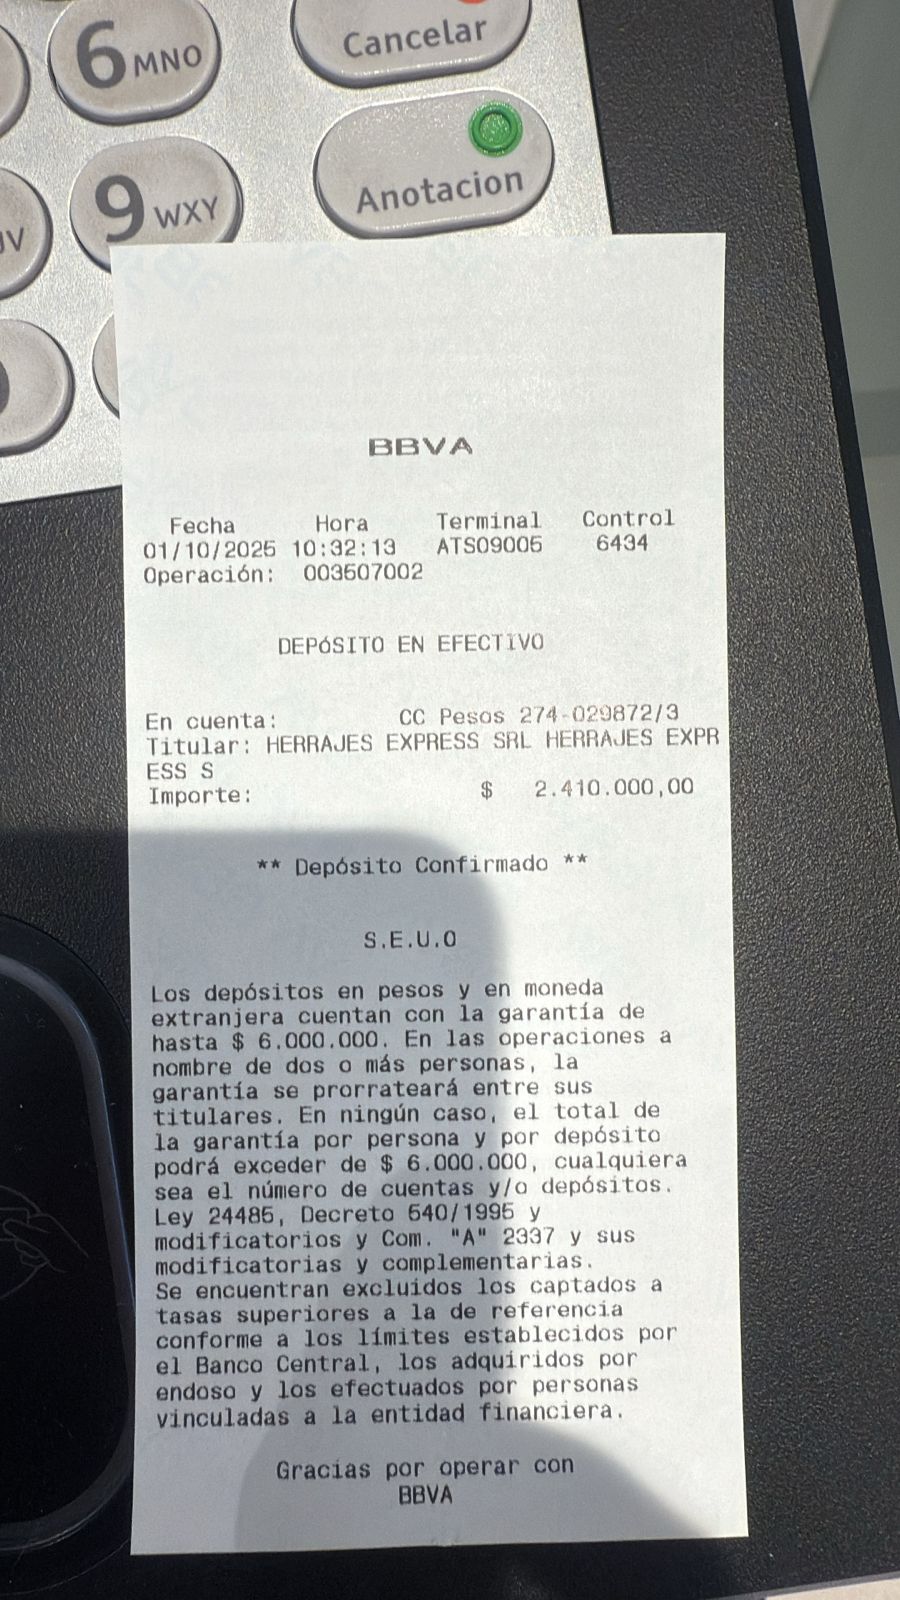 6 MNO
Cancelar
9 WXY
Anotacion
BBVA
Fecha Hora Terminal Control
01/10/2025 10:32:13 ATS09005 6434
Operación: 003507002
DEPÓSITO EN EFECTIVO
En cuenta: CC Pesos 274-029872/3
Titular: HERRAJES EXPRESS SRL HERRAJES EXPR
ESS S
Importe: $ 2.410.000,00
** Depósito Confirmado **
S.E.U.O
Los depósitos en pesos y en moneda
extranjera cuentan con la garantía de
hasta $ 6.000.000. En las operaciones a
nombre de dos o más personas, la
garantía se prorrateará entre sus
titulares. En ningún caso, el total de
la garantía por persona y por depósito
podrá exceder de $ 6.000.000, cualquiera
sea el número de cuentas y/o depósitos.
Ley 24485, Decreto 540/1995 y
modificatorios y Com. "A" 2337 y sus
modificatorias y complementarias.
Se encuentran excluidos los captados a
tasas superiores a la de referencia
conforme a los límites establecidos por
el Banco Central, los adquiridos por
endoso y los efectuados por personas
vinculadas a la entidad financiera.
Gracias por operar con
BBVA